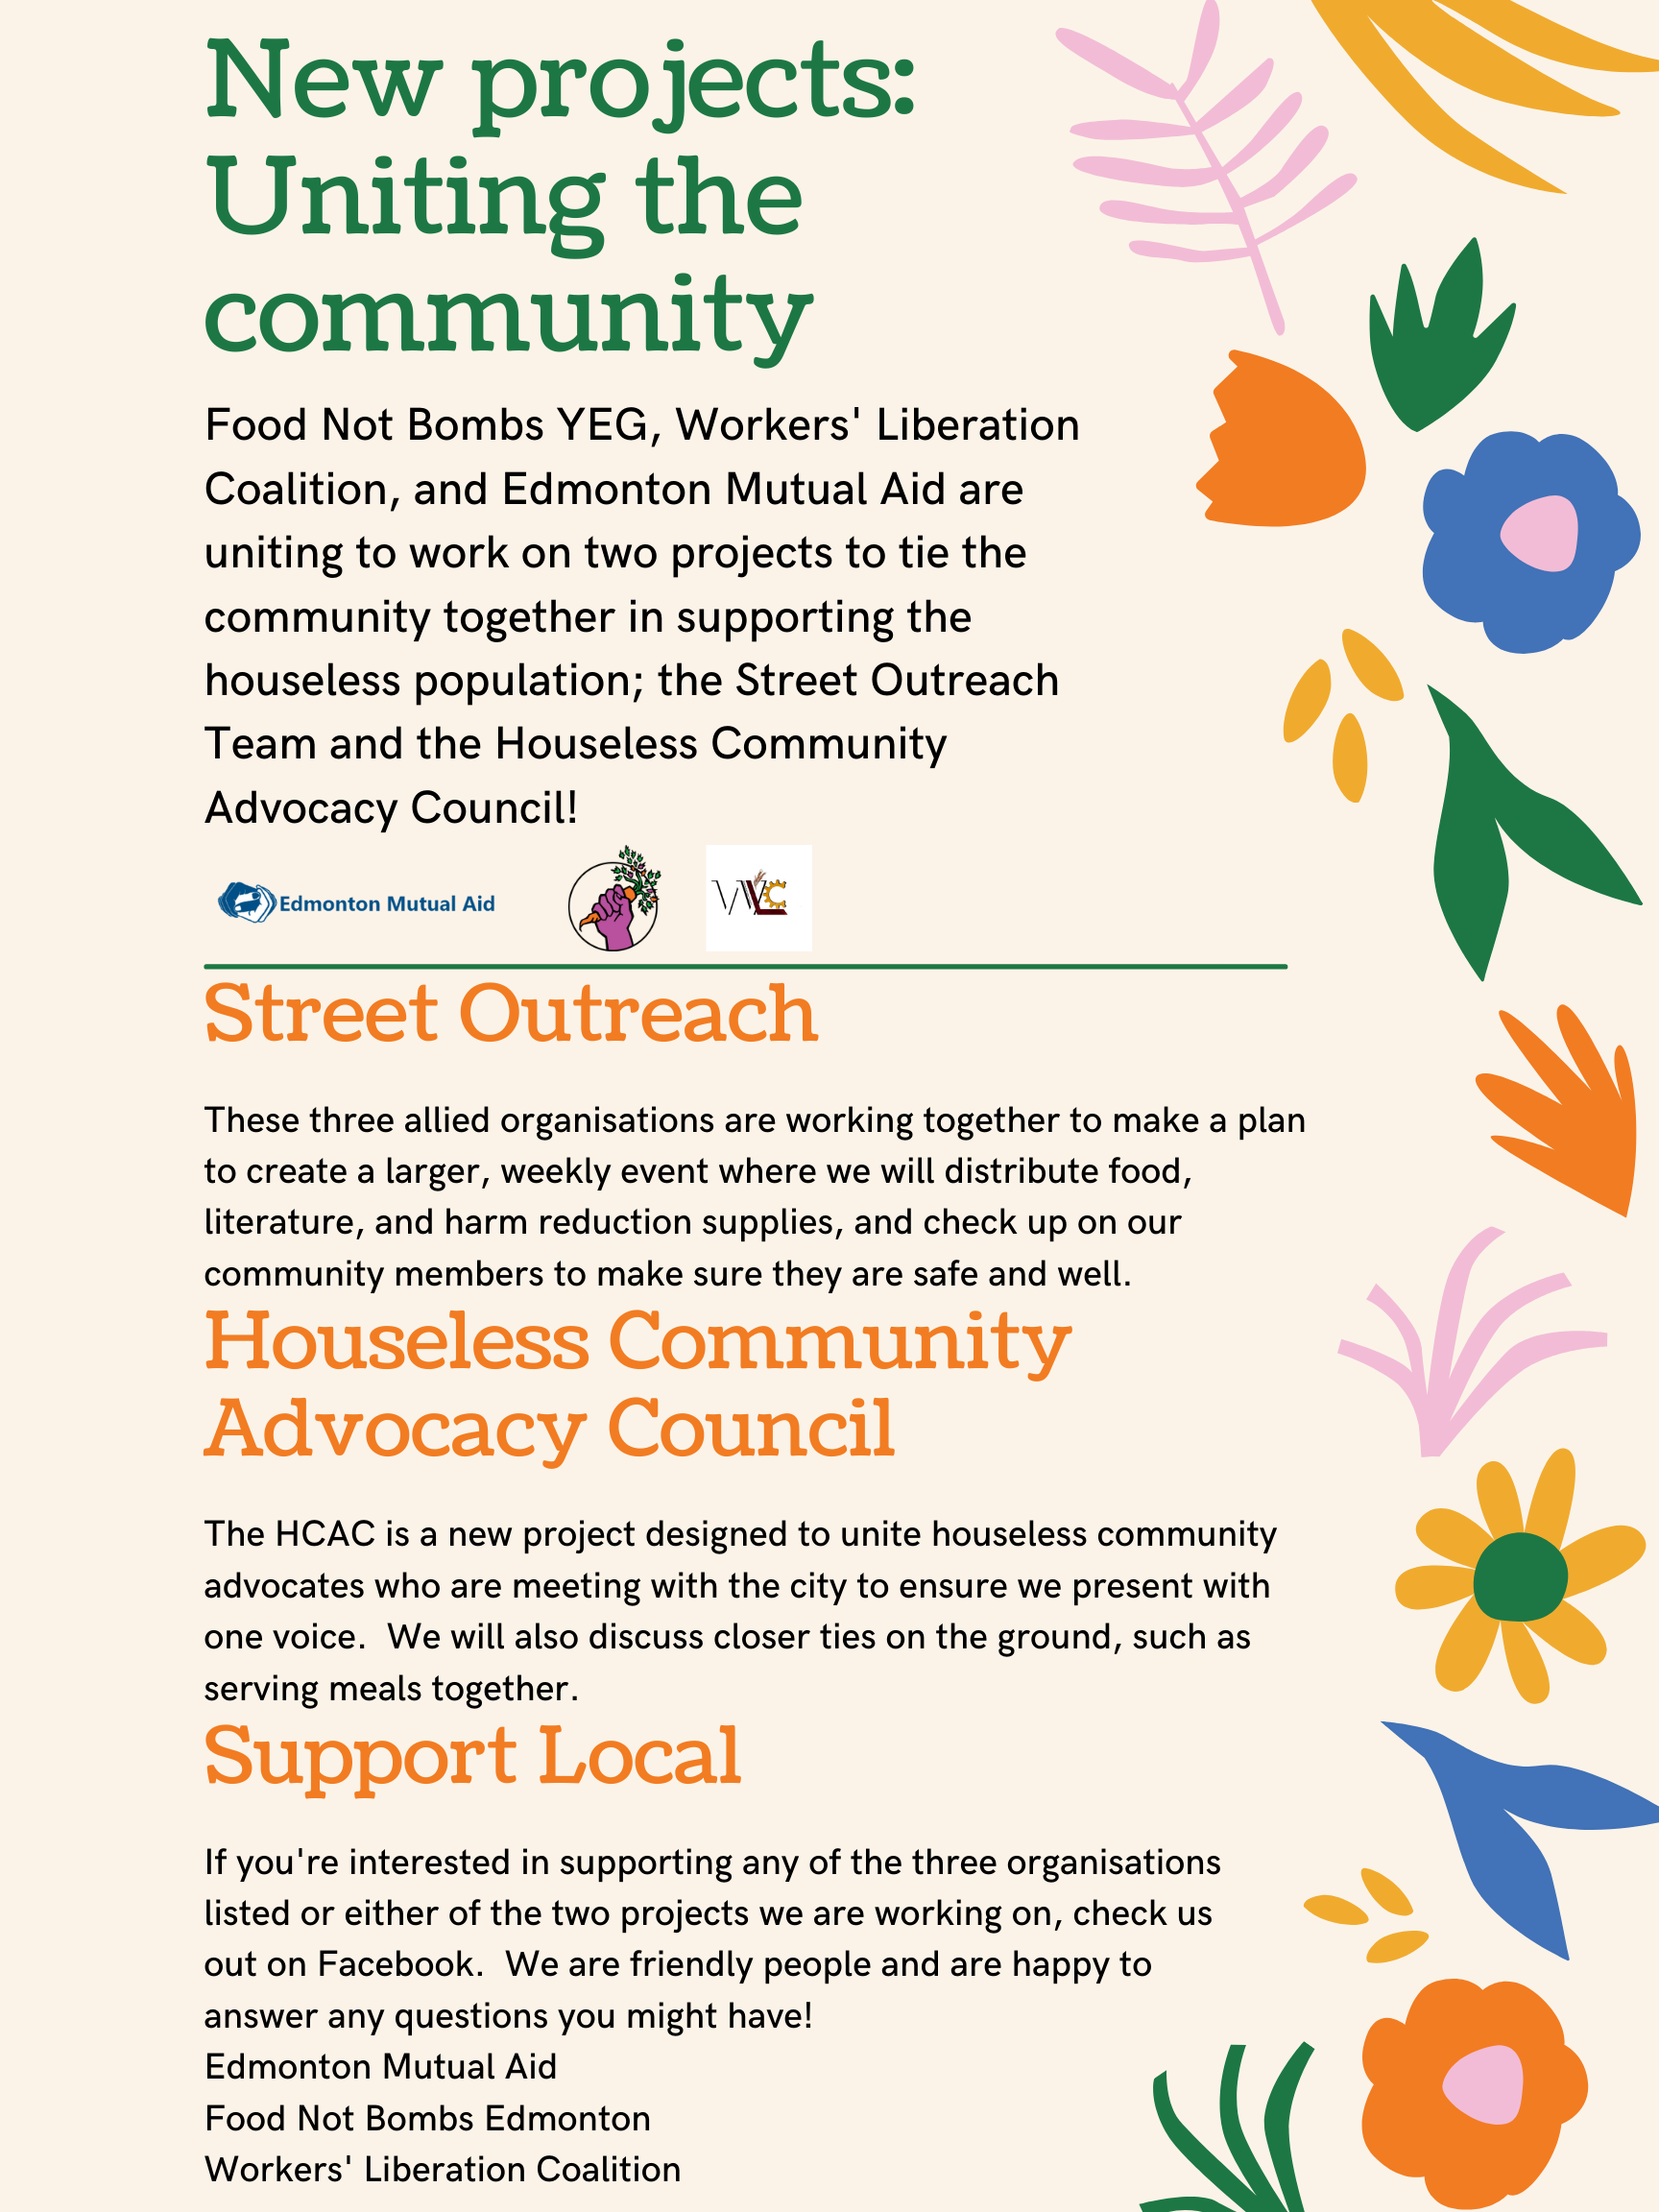 New projects:
Uniting the
community
Food Not Bombs YEG, Workers' Liberation
Coalition, and Edmonton Mutual Aid are
uniting to work on two projects to tie the
community together in supporting the
houseless population; the Street Outreach
Team and the Houseless Community
Advocacy Council!
Edmonton Mutual Aid
WLC
Street Outreach
These three allied organisations are working together to make a plan
to create a larger, weekly event where we will distribute food,
literature, and harm reduction supplies, and check up on our
community members to make sure they are safe and well.
Houseless Community
Advocacy Council
The HCAC is a new project designed to unite houseless community
advocates who are meeting with the city to ensure we present with
one voice.  We will also discuss closer ties on the ground, such as
serving meals together.
Support Local
If you're interested in supporting any of the three organisations
listed or either of the two projects we are working on, check us
out on Facebook.  We are friendly people and are happy to
answer any questions you might have!
Edmonton Mutual Aid
Food Not Bombs Edmonton
Workers' Liberation Coalition